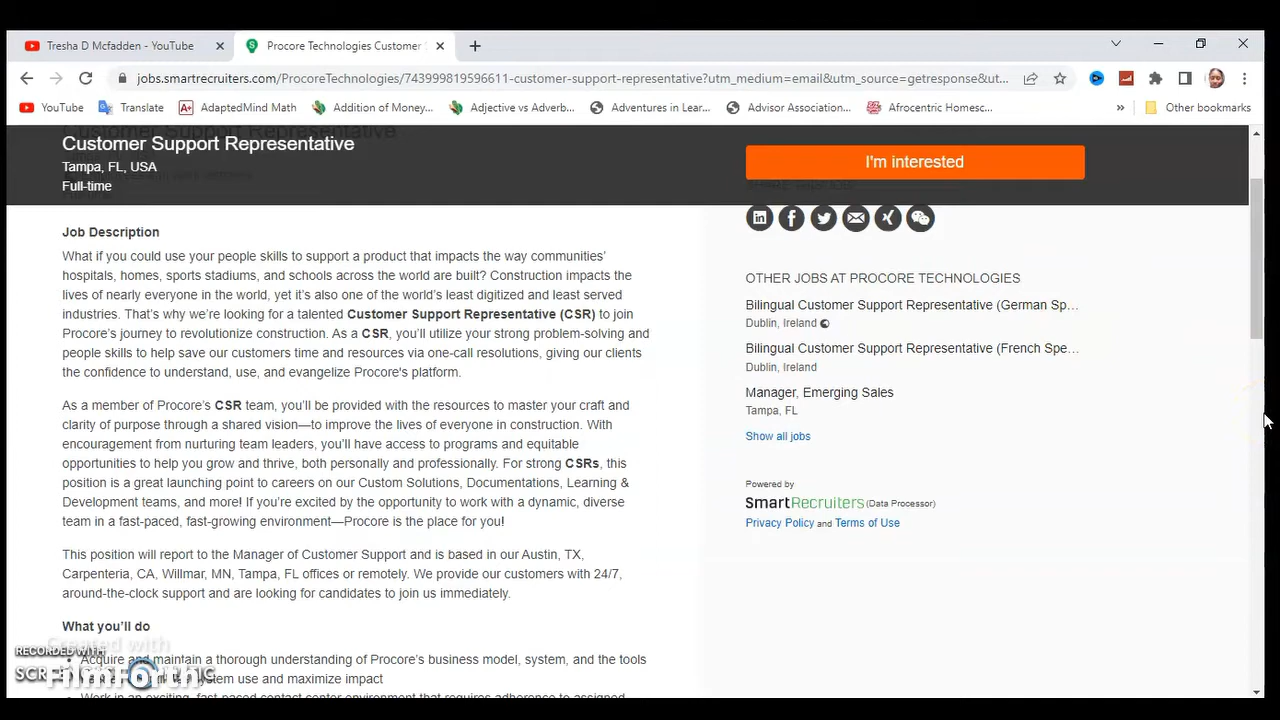 Tresha D Mcfadden - YouTube
Procore Technologies Customer S
jobs.smartrecruiters.com/ProcoreTechnologies/743999819596611-customer-support-representative?utm_medium=email&utm_source=getresponse&ut...
YouTube
Translate
AdaptedMind Math
Addition of Money...
Adjective vs Adverb...
Adventures in Lear...
Advisor Association...
Afrocentric Homesc...
Other bookmarks
Customer Support Representative
Customer Support Representative
Tampa, FL, USA
Full-time
I'm interested
Job Description
What if you could use your people skills to support a product that impacts the way communities’
hospitals, homes, sports stadiums, and schools across the world are built? Construction impacts the
lives of nearly everyone in the world, yet it’s also one of the world’s least digitized and least served
industries. That’s why we’re looking for a talented Customer Support Representative (CSR) to join
Procore’s journey to revolutionize construction. As a CSR, you’ll utilize your strong problem-solving and
people skills to help save our customers time and resources via one-call resolutions, giving our clients
the confidence to understand, use, and evangelize Procore's platform.
As a member of Procore’s CSR team, you’ll be provided with the resources to master your craft and
clarity of purpose through a shared vision—to improve the lives of everyone in construction. With
encouragement from nurturing team leaders, you’ll have access to programs and equitable
opportunities to help you grow and thrive, both personally and professionally. For strong CSRs, this
position is a great launching point to careers on our Custom Solutions, Documentations, Learning &
Development teams, and more! If you’re excited by the opportunity to work with a dynamic, diverse
team in a fast-paced, fast-growing environment—Procore is the place for you!
This position will report to the Manager of Customer Support and is based in our Austin, TX,
Carpenteria, CA, Willmar, MN, Tampa, FL offices or remotely. We provide our customers with 24/7,
around-the-clock support and are looking for candidates to join us immediately.
What you’ll do
Acquire and maintain a thorough understanding of Procore’s business model, system, and the tools
system use and maximize impact
Work in an exciting, fast-paced contact center environment that requires adherence to assigned
OTHER JOBS AT PROCORE TECHNOLOGIES
Bilingual Customer Support Representative (German Sp...
Dublin, Ireland
Bilingual Customer Support Representative (French Spe...
Dublin, Ireland
Manager, Emerging Sales
Tampa, FL
Show all jobs
Powered by
SmartRecruiters (Data Processor)
Privacy Policy and Terms of Use
Created with
RECORDED WITH